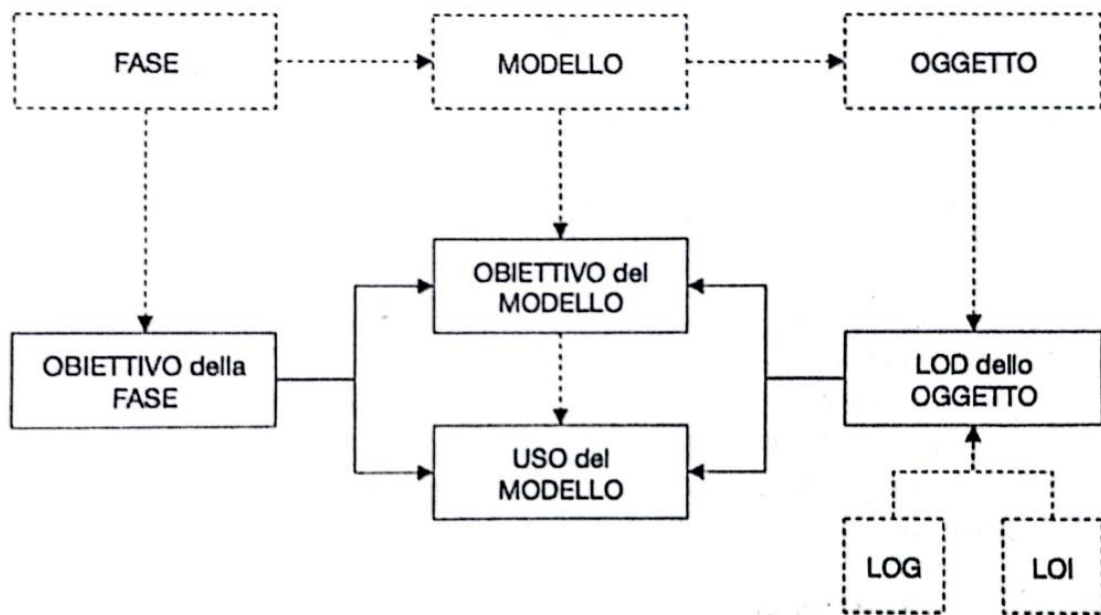 FASE
MODELLO
OGGETTO
OBIETTIVO del
MODELLO
OBIETTIVO della
FASE
LOD dello
OGGETTO
USO del
MODELLO
LOG
LOI